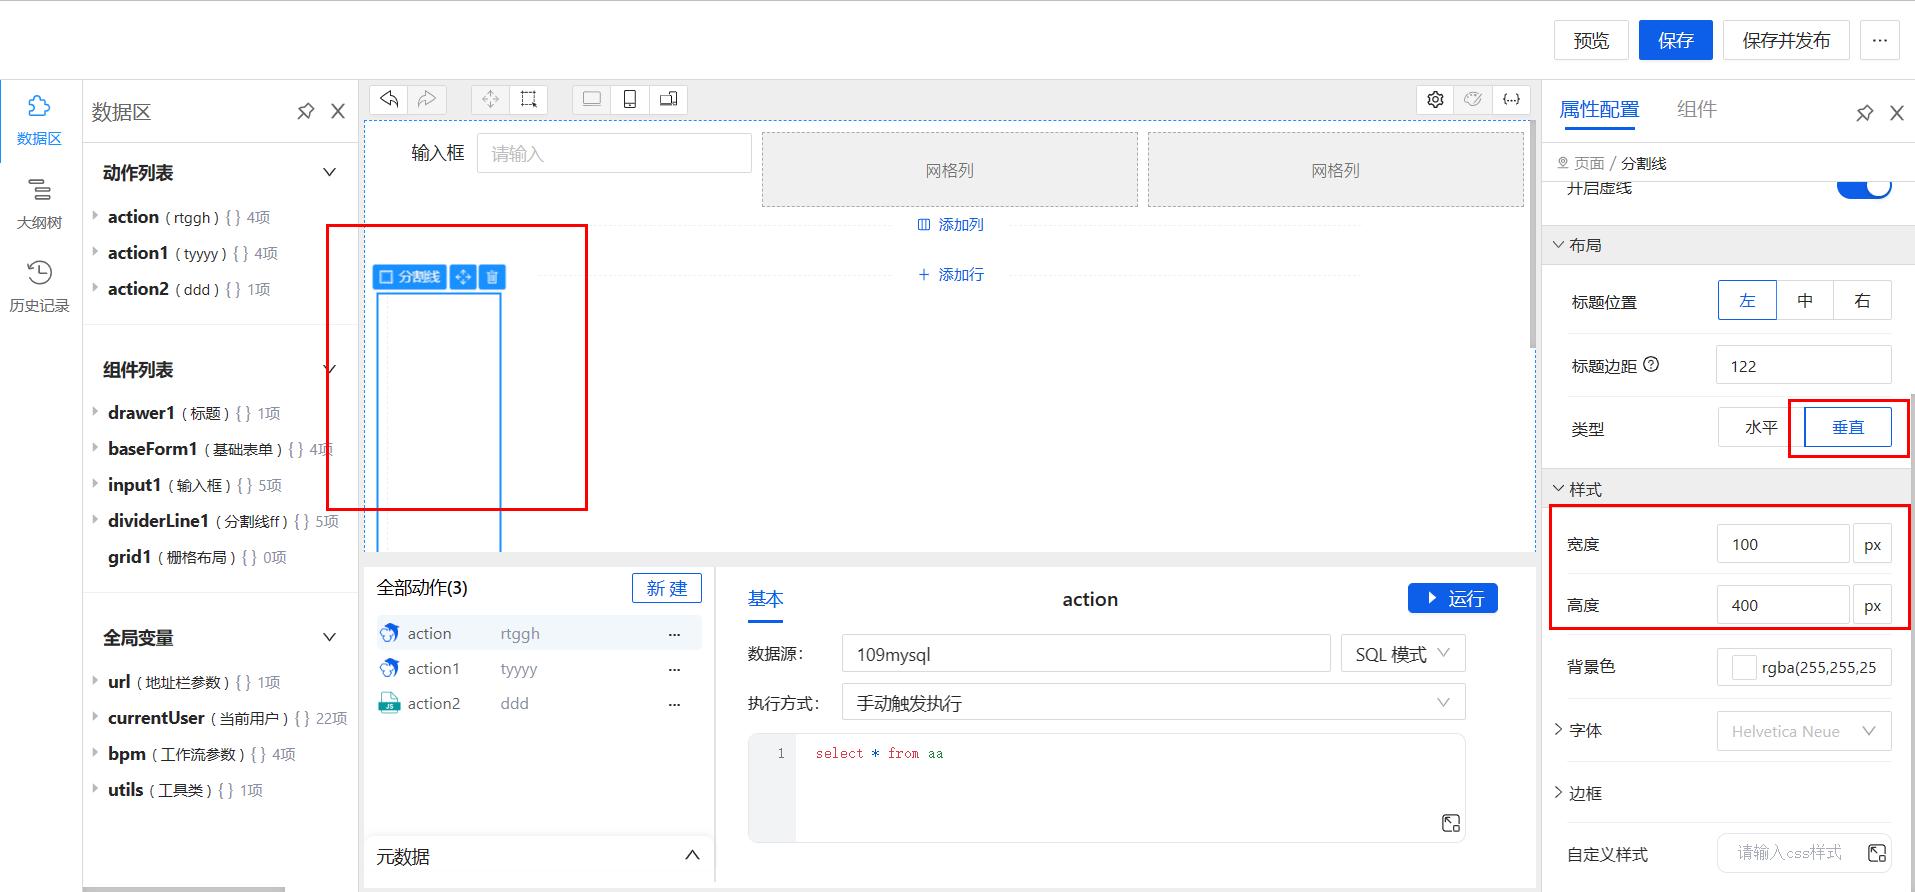 预览
保存
保存并发布
···
数据区
大纲树
历史记录
数据区
动作列表
action ( rtggh ) { } 4项
action1 ( tyyyy ) { } 4项
action2 ( ddd ) { } 1项
组件列表
drawer1 ( 标题 ) { } 1项
baseForm1 ( 基础表单 ) { } 4项
input1 ( 输入框 ) { } 5项
dividerLine1 ( 分割线ff ) { } 5项
grid1 ( 栅格布局 ) { } 0项
全局变量
url ( 地址栏参数 ) { } 1项
currentUser ( 当前用户 ) { } 22项
bpm ( 工作流参数 ) { } 4项
utils ( 工具类 ) { } 1项
输入框 请输入
网格列
网格列
添加列
+ 添加行
分割线
全部动作(3)
新 建
action rtggh ...
action1 tyyyy ...
action2 ddd ...
元数据
基本
action
运行
数据源: 109mysql SQL 模式
执行方式: 手动触发执行
1 select * from aa
属性配置 组件
页面 / 分割线
开启虚线
布局
标题位置 左 中 右
标题边距 122
类型 水平 垂直
样式
宽度 100 px
高度 400 px
背景色 rgba(255,255,25
字体 Helvetica Neue
边框
自定义样式 请输入css样式